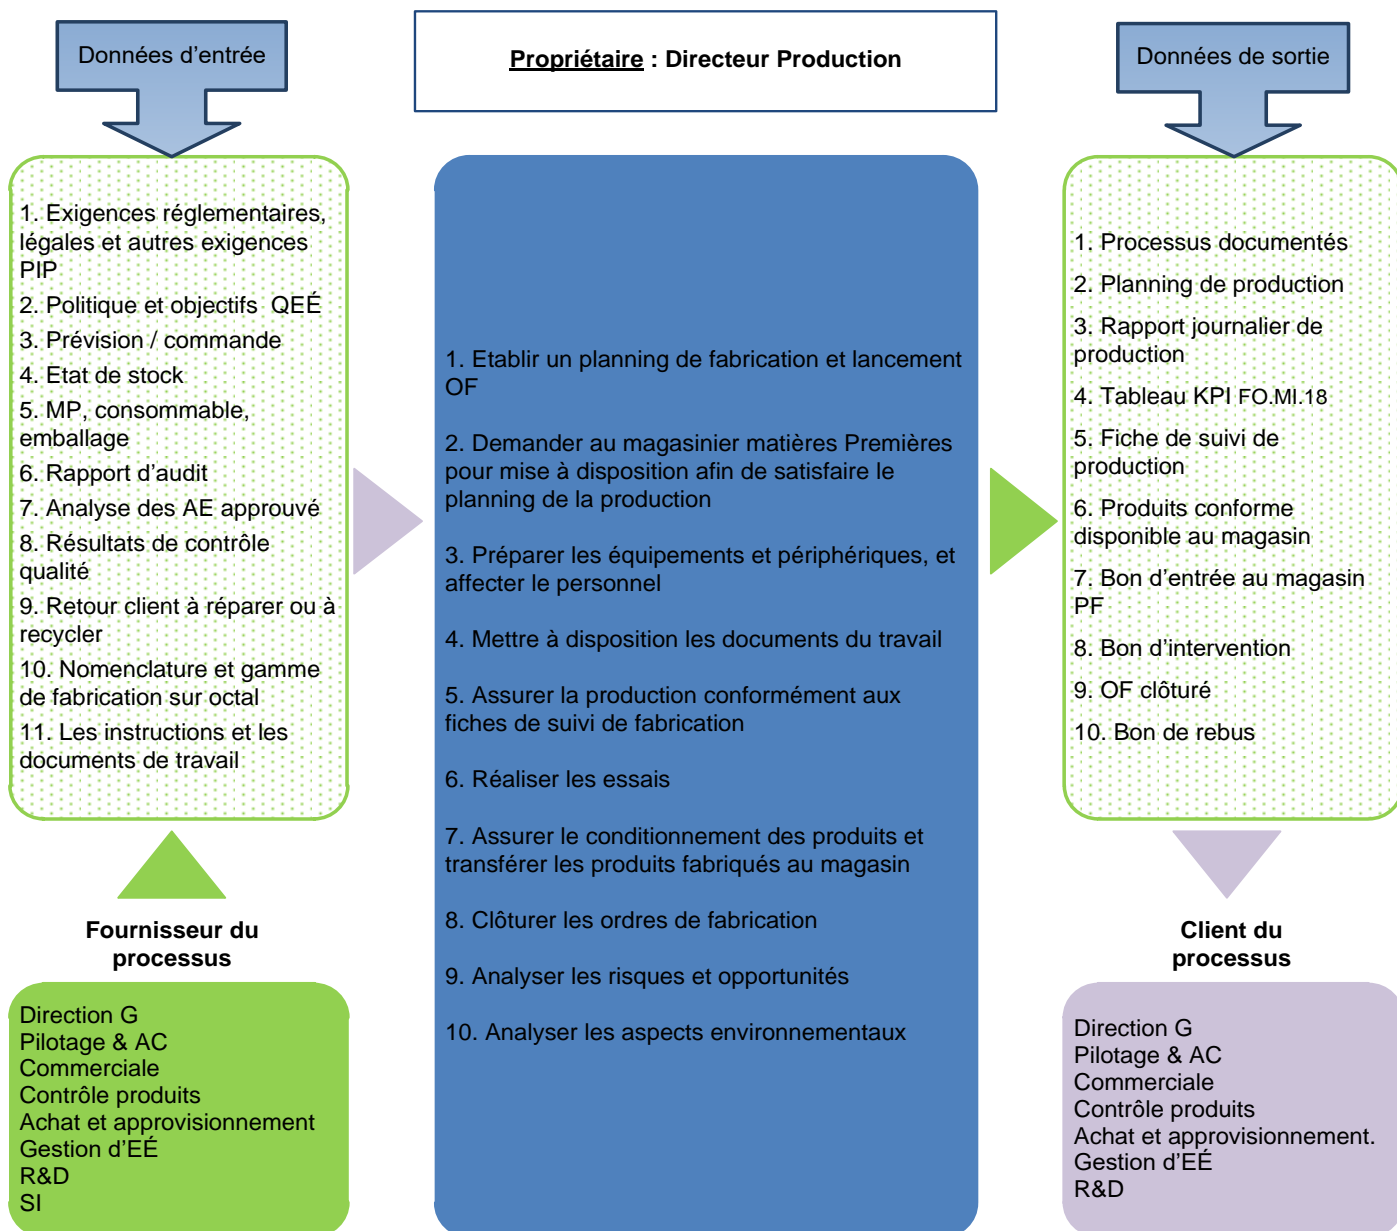 Données d’entrée
Propriétaire : Directeur Production
Données de sortie
1. Exigences réglementaires,
légales et autres exigences
PIP
2. Politique et objectifs  QEÉ
3. Prévision / commande
4. Etat de stock
5. MP, consommable,
emballage
6. Rapport d’audit
7. Analyse des AE approuvé
8. Résultats de contrôle
qualité
9. Retour client à réparer ou à
recycler
10. Nomenclature et gamme
de fabrication sur octal
11. Les instructions et les
documents de travail
1. Etablir un planning de fabrication et lancement
OF
2. Demander au magasinier matières Premières
pour mise à disposition afin de satisfaire le
planning de la production
3. Préparer les équipements et périphériques, et
affecter le personnel
4. Mettre à disposition les documents du travail
5. Assurer la production conformément aux
fiches de suivi de fabrication
6. Réaliser les essais
7. Assurer le conditionnement des produits et
transférer les produits fabriqués au magasin
8. Clôturer les ordres de fabrication
9. Analyser les risques et opportunités
10. Analyser les aspects environnementaux
1. Processus documentés
2. Planning de production
3. Rapport journalier de
production
4. Tableau KPI FO.MI.18
5. Fiche de suivi de
production
6. Produits conforme
disponible au magasin
7. Bon d’entrée au magasin
PF
8. Bon d’intervention
9. OF clôturé
10. Bon de rebus
Fournisseur du
processus
Direction G
Pilotage & AC
Commerciale
Contrôle produits
Achat et approvisionnement
Gestion d’EÉ
R&D
SI
Client du
processus
Direction G
Pilotage & AC
Commerciale
Contrôle produits
Achat et approvisionnement.
Gestion d’EÉ
R&D